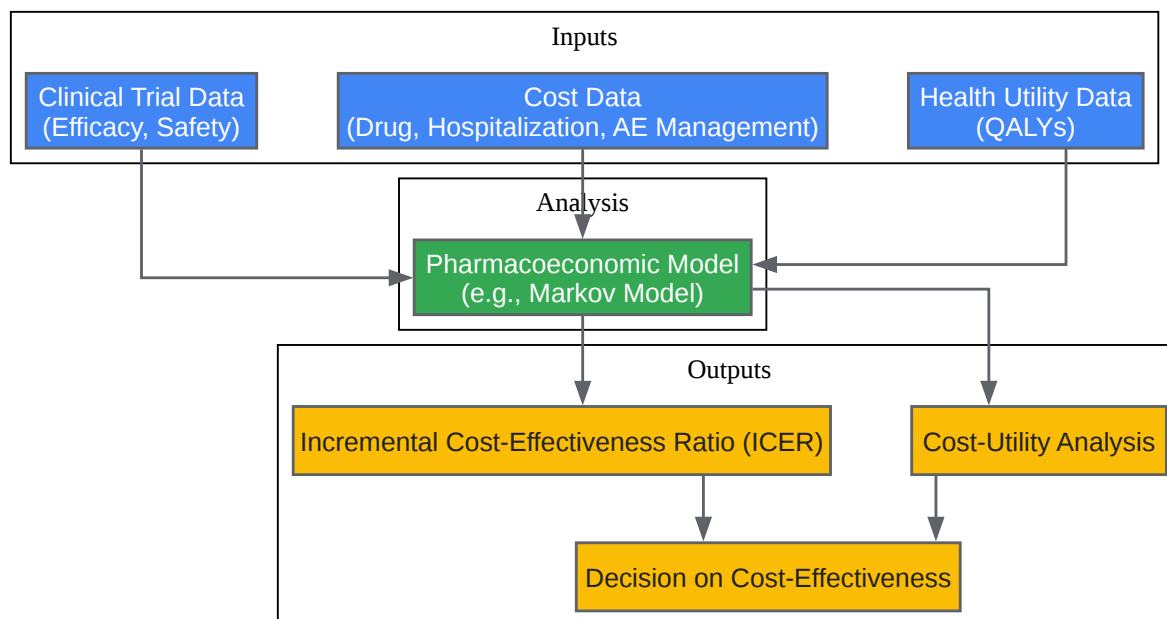 Inputs
Clinical Trial Data
(Efficacy, Safety)
Cost Data
(Drug, Hospitalization, AE Management)
Health Utility Data
(QALYs)
Analysis
Pharmacoeconomic Model
(e.g., Markov Model)
Outputs
Incremental Cost-Effectiveness Ratio (ICER)
Cost-Utility Analysis
Decision on Cost-Effectiveness